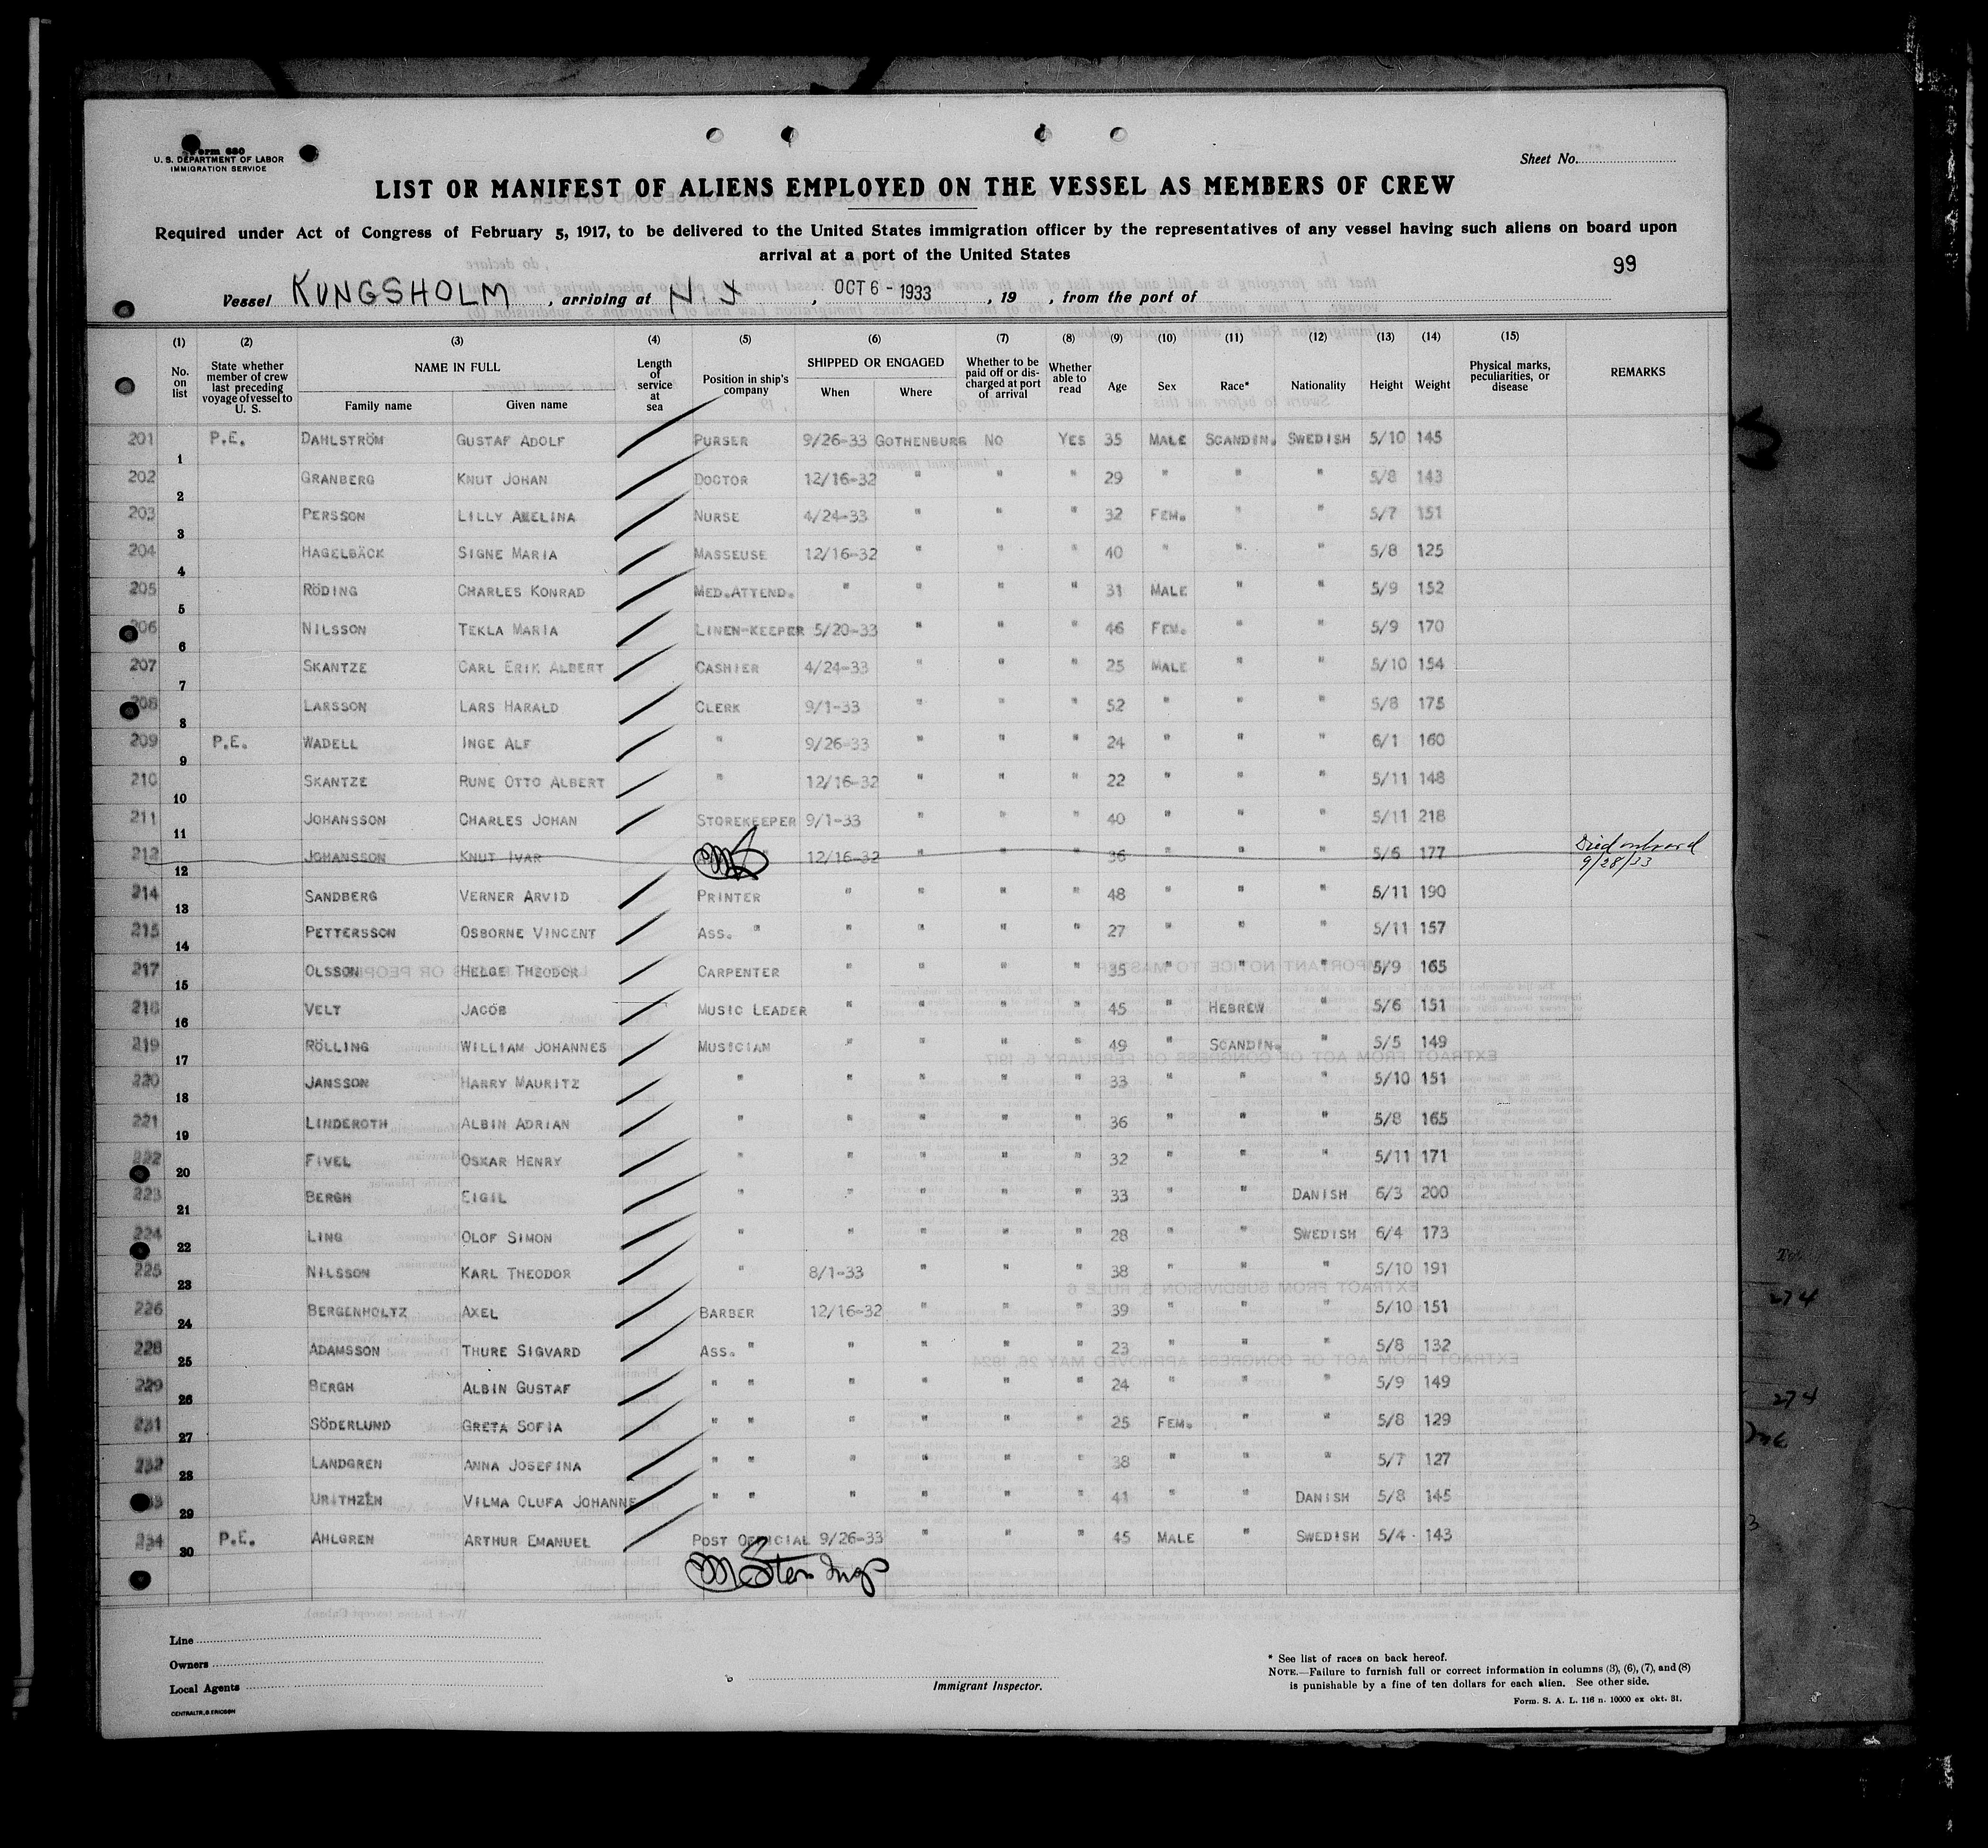 Form 680
U. S. DEPARTMENT OF LABOR
IMMIGRATION SERVICE
Sheet No.
LIST OR MANIFEST OF ALIENS EMPLOYED ON THE VESSEL AS MEMBERS OF CREW
Required under Act of Congress of February 5, 1917, to be delivered to the United States immigration officer by the representatives of any vessel having such aliens on board upon
arrival at a port of the United States
99
Vessel KUNGSHOLM , arriving at N.Y , OCT 6 - 1933 , 19 , from the port of
(1) (2) (3) (4) (5) (6) (7) (8) (9) (10) (11) (12) (13) (14) (15)
No. on list State whether member of crew last preceding voyage of vessel to U. S. NAME IN FULL Family name Given name Length of service at sea Position in ship's company SHIPPED OR ENGAGED When Where Whether to be paid off or discharged at port of arrival Whether able to read Age Sex Race* Nationality Height Weight Physical marks, peculiarities, or disease REMARKS
201 1 P.E. DAHLSTRÖM GUSTAF ADOLF PURSER 9/26-33 GOTHENBURG NO YES 35 MALE SCANDIN. SWEDISH 5/10 145
202 2 GRANBERG KNUT JOHAN DOCTOR 12/16-32 " " " 29 " " " 5/8 143
203 3 PERSSON LILLY AXELINA NURSE 4/24-33 " " " 32 FEM. " " 5/7 151
204 4 HAGELBÄCK SIGNE MARIA MASSEUSE 12/16-32 " " " 40 " " " 5/8 125
205 5 RÖDING CHARLES KONRAD MED.ATTEND. " " " " 31 MALE " " 5/9 152
206 6 NILSSON TEKLA MARIA LINEN-KEEPER 5/20-33 " " " 46 FEM. " " 5/9 170
207 7 SKANTZE CARL ERIK ALBERT CASHIER 4/24-33 " " " 25 MALE " " 5/10 154
208 8 LARSSON LARS HARALD CLERK 9/1-33 " " " 52 " " " 5/8 175
209 9 P.E. WADELL INGE ALF " 9/26-33 " " " 24 " " " 6/1 160
210 10 SKANTZE RUNE OTTO ALBERT " 12/16-32 " " " 22 " " " 5/11 148
211 11 JOHANSSON CHARLES JOHAN STOREKEEPER 9/1-33 " " " 40 " " " 5/11 218
212 12 JOHANSSON KNUT IVAR 12/16-32 " " " 36 " " " 5/6 177 Died onboard 9/28/33
214 13 SANDBERG VERNER ARVID PRINTER " " " " 48 " " " 5/11 190
215 14 PETTERSSON OSBORNE VINCENT ASS. " " " " " 27 " " " 5/11 157
217 15 OLSSON HELGE THEODOR CARPENTER " " " " 35 " " " 5/9 165
218 16 VELT JACOB MUSIC LEADER " " " " 45 " HEBREW " 5/6 151
219 17 RÖLLING WILLIAM JOHANNES MUSICIAN " " " " 49 " SCANDIN. " 5/5 149
220 18 JANSSON HARRY MAURITZ " " " " " 33 " " " 5/10 151
221 19 LINDEROTH ALBIN ADRIAN " " " " " 36 " " " 5/8 165
222 20 FIVEL OSKAR HENRY " " " " " 32 " " " 5/11 171
223 21 BERGH EIGIL " " " " " 33 " " DANISH 6/3 200
224 22 LING OLOF SIMON " " " " " 28 " " SWEDISH 6/4 173
225 23 NILSSON KARL THEODOR " 8/1-33 " " " 38 " " " 5/10 191
226 24 BERGENHOLTZ AXEL BARBER 12/16-32 " " " 39 " " " 5/10 151
228 25 ADAMSSON THURE SIGVARD ASS. " " " " " 23 " " " 5/8 132
229 26 BERGH ALBIN GUSTAF " " " " " " 24 " " " 5/9 149
231 27 SÖDERLUND GRETA SOFIA " " " " " " 25 FEM. " " 5/8 129
232 28 LANDGREN ANNA JOSEFINA " " " " " " 38 " " " 5/7 127
29 URITHZEN VILMA OLUFA JOHANNE " " " " " " 41 " " DANISH 5/8 145
234 30 P.E. AHLGREN ARTHUR EMANUEL POST OFFICIAL 9/26-33 " " " 45 MALE " SWEDISH 5/4 143
Line
Owners
Local Agents
CENTRALTR, G ERICSON
Immigrant Inspector.
* See list of races on back hereof.
NOTE.—Failure to furnish full or correct information in columns (3), (6), (7), and (8)
is punishable by a fine of ten dollars for each alien. See other side.
Form. S. A. L. 116 n. 10000 ex okt. 31.
274
274